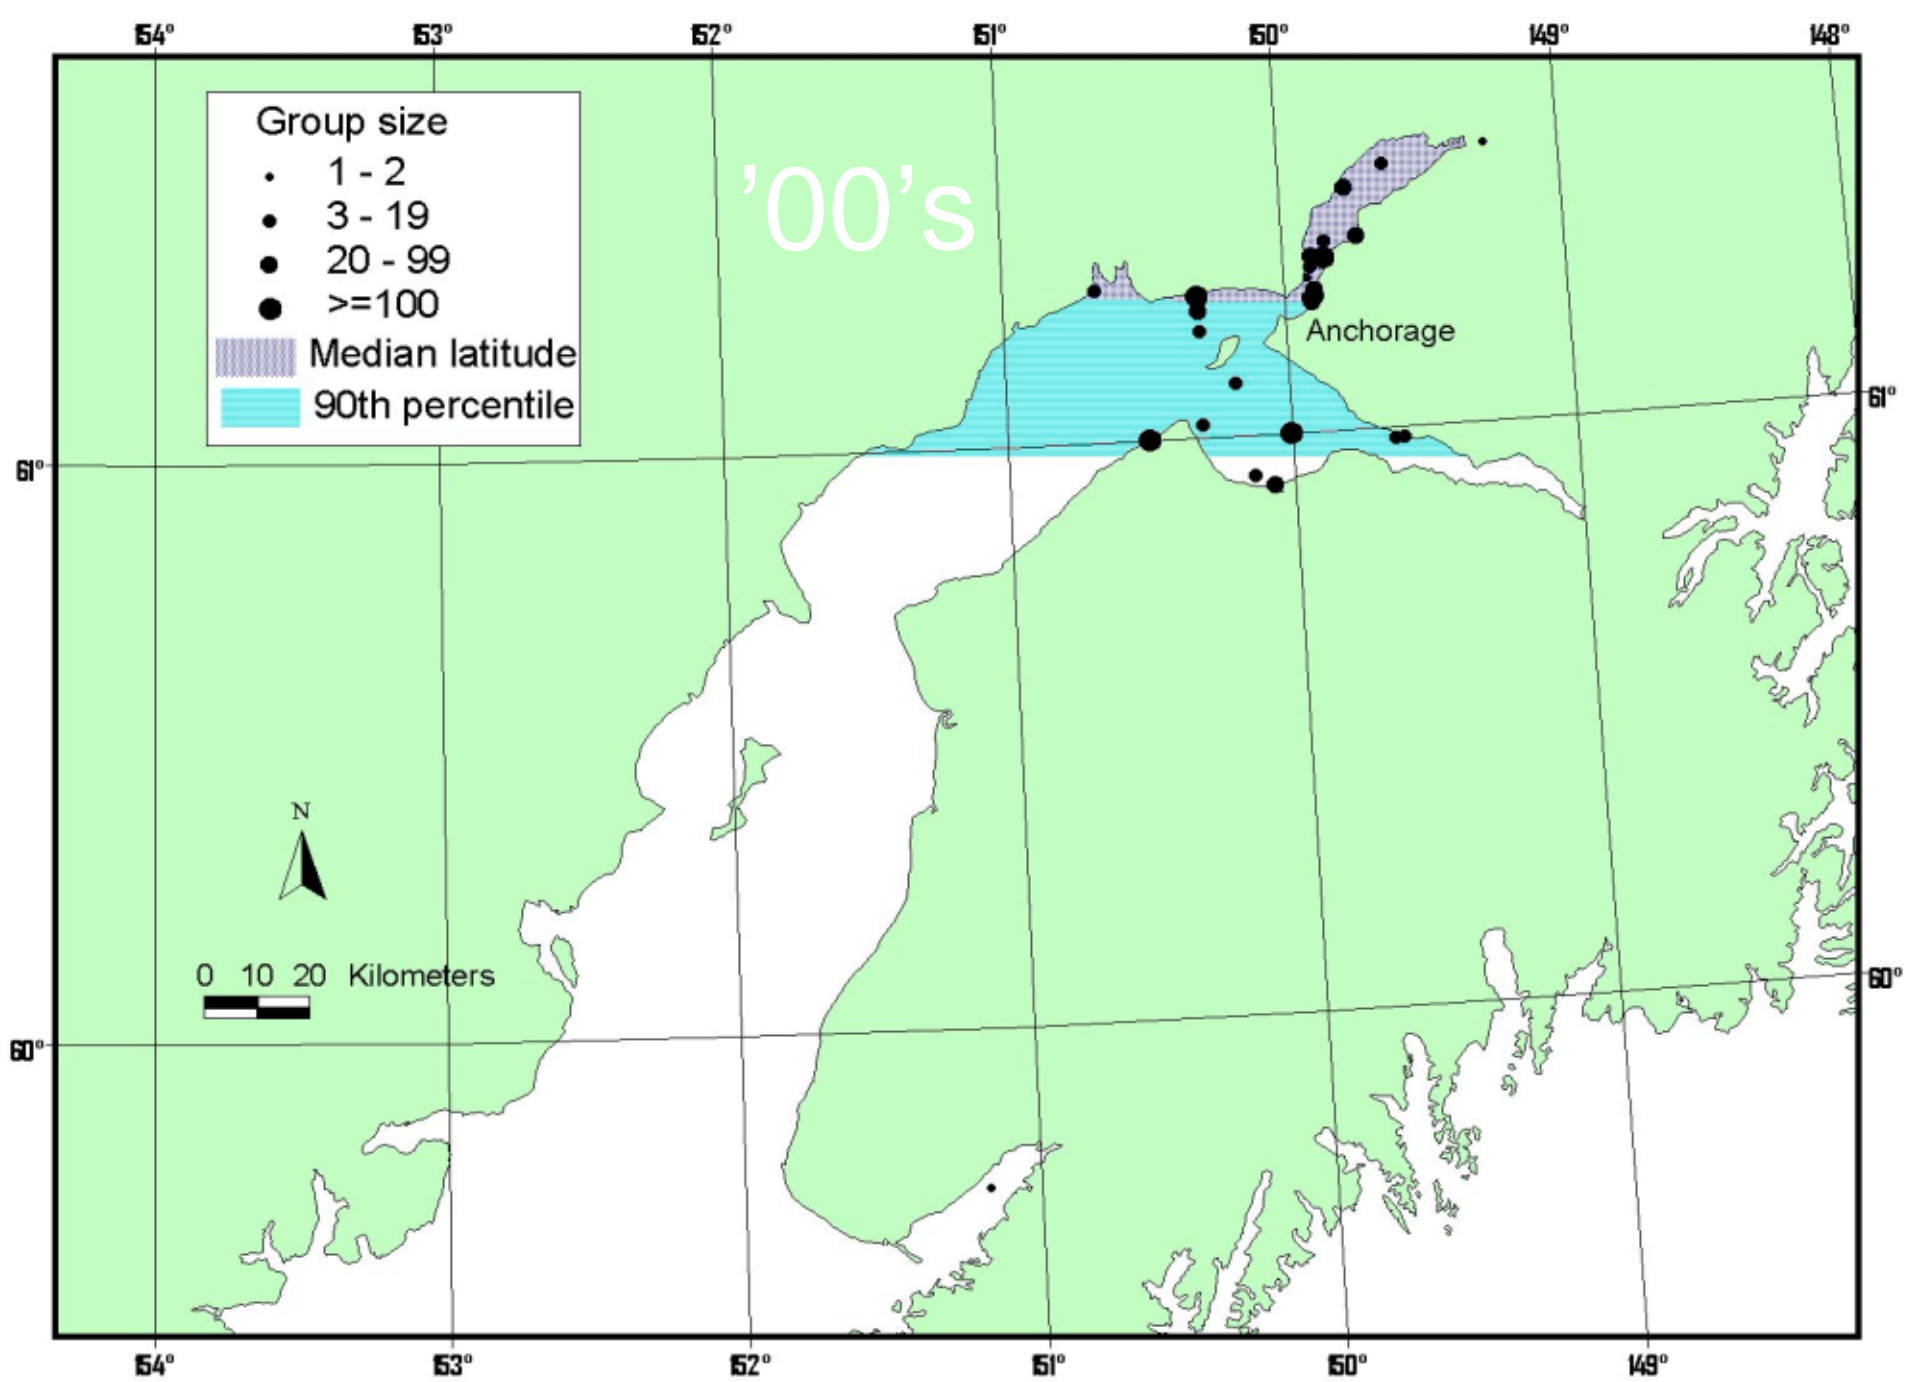 154° 153° 152° 151° 150° 149° 148°
Group size
1 - 2
3 - 19
20 - 99
>=100
Median latitude
90th percentile
’00’s
Anchorage
61°
61°
N
0 10 20 Kilometers
60°
60°
154° 153° 152° 151° 150° 149°